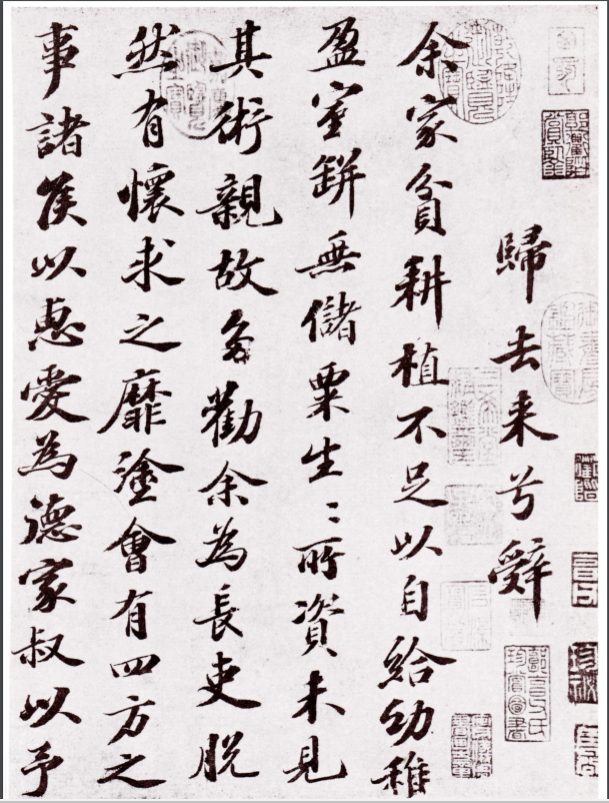 歸去来兮辭
余家貧耕植不足以自給幼稚
盈室缾無儲粟生〻所資未見
其術親故多勸余為長吏脫
然有懷求之靡塗會有四方之
事諸侯以惠愛為德家叔以予